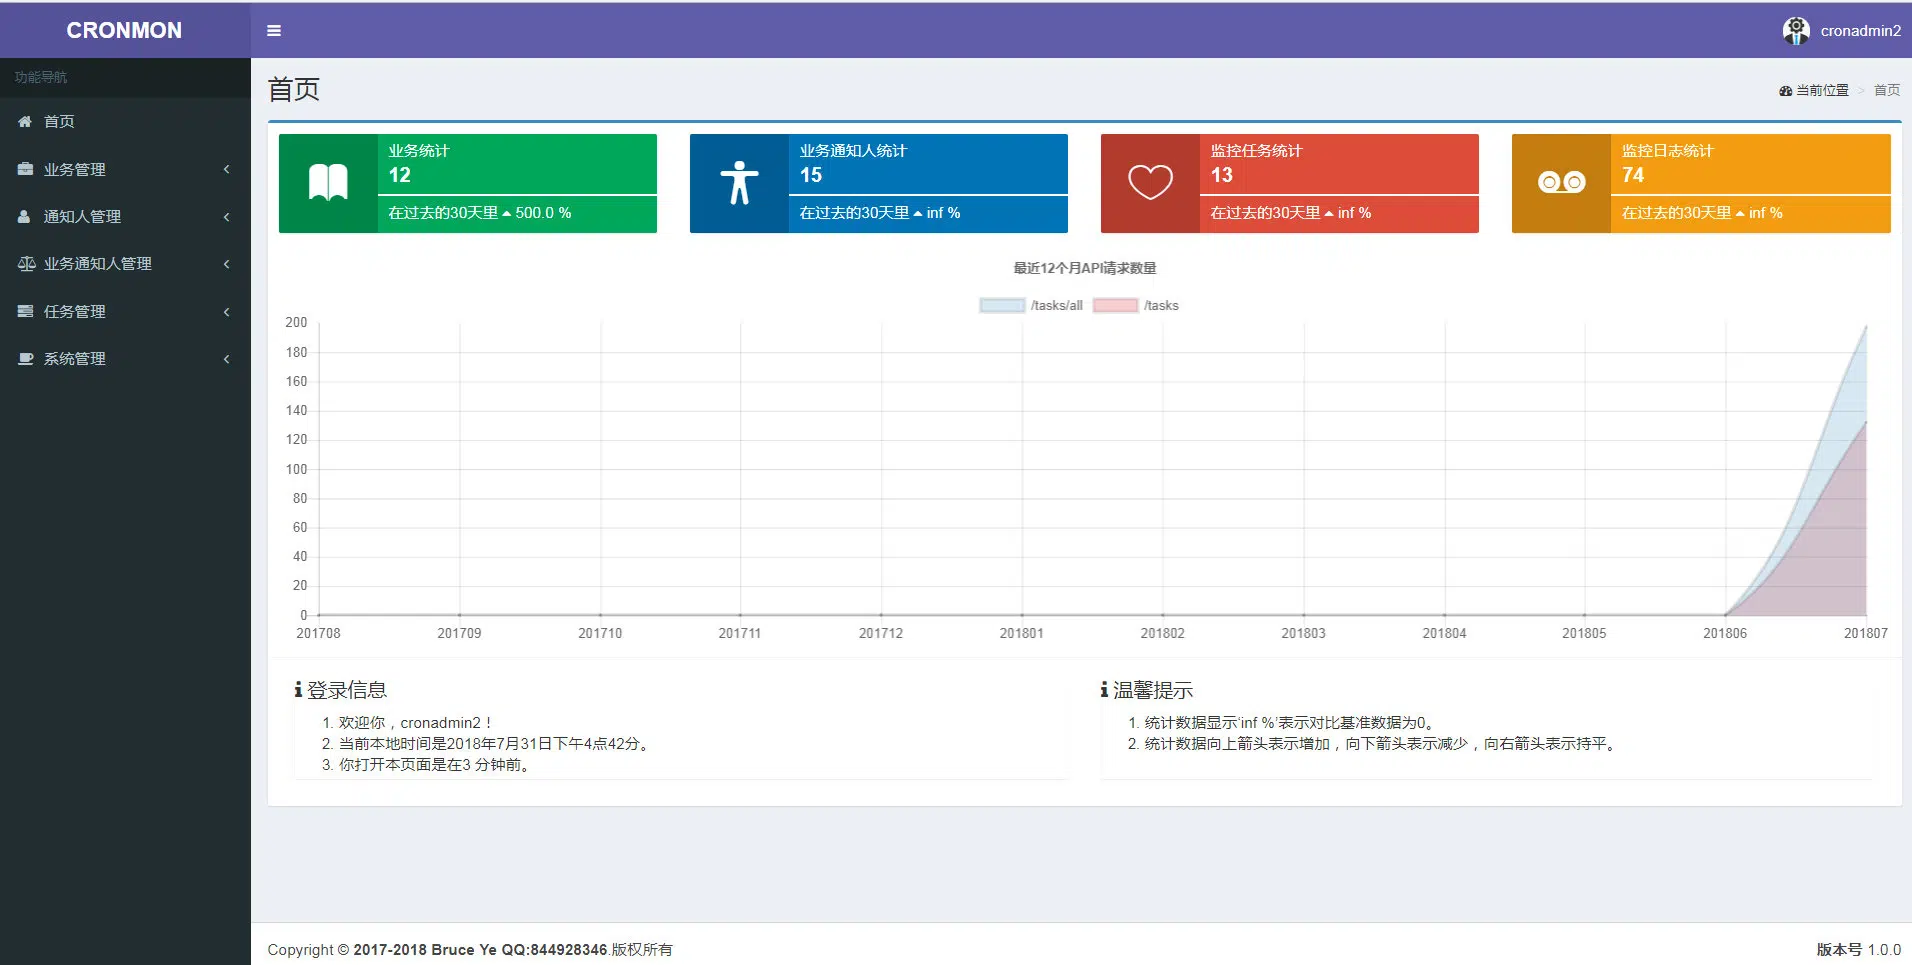 CRONMON
cronadmin2
功能导航
首页
业务管理
通知人管理
业务通知人管理
任务管理
系统管理
首页
当前位置 > 首页
业务统计
12
在过去的30天里 500.0 %
业务通知人统计
15
在过去的30天里 inf %
监控任务统计
13
在过去的30天里 inf %
监控日志统计
74
在过去的30天里 inf %
最近12个月API请求数量
/tasks/all /tasks
200
180
160
140
120
100
80
60
40
20
0
201708 201709 201710 201711 201712 201801 201802 201803 201804 201805 201806 201807
登录信息
1. 欢迎你，cronadmin2！
2. 当前本地时间是2018年7月31日下午4点42分。
3. 你打开本页面是在3 分钟前。
温馨提示
1. 统计数据显示'inf %'表示对比基准数据为0。
2. 统计数据向上箭头表示增加，向下箭头表示减少，向右箭头表示持平。
Copyright © 2017-2018 Bruce Ye QQ:844928346.版权所有
版本号 1.0.0